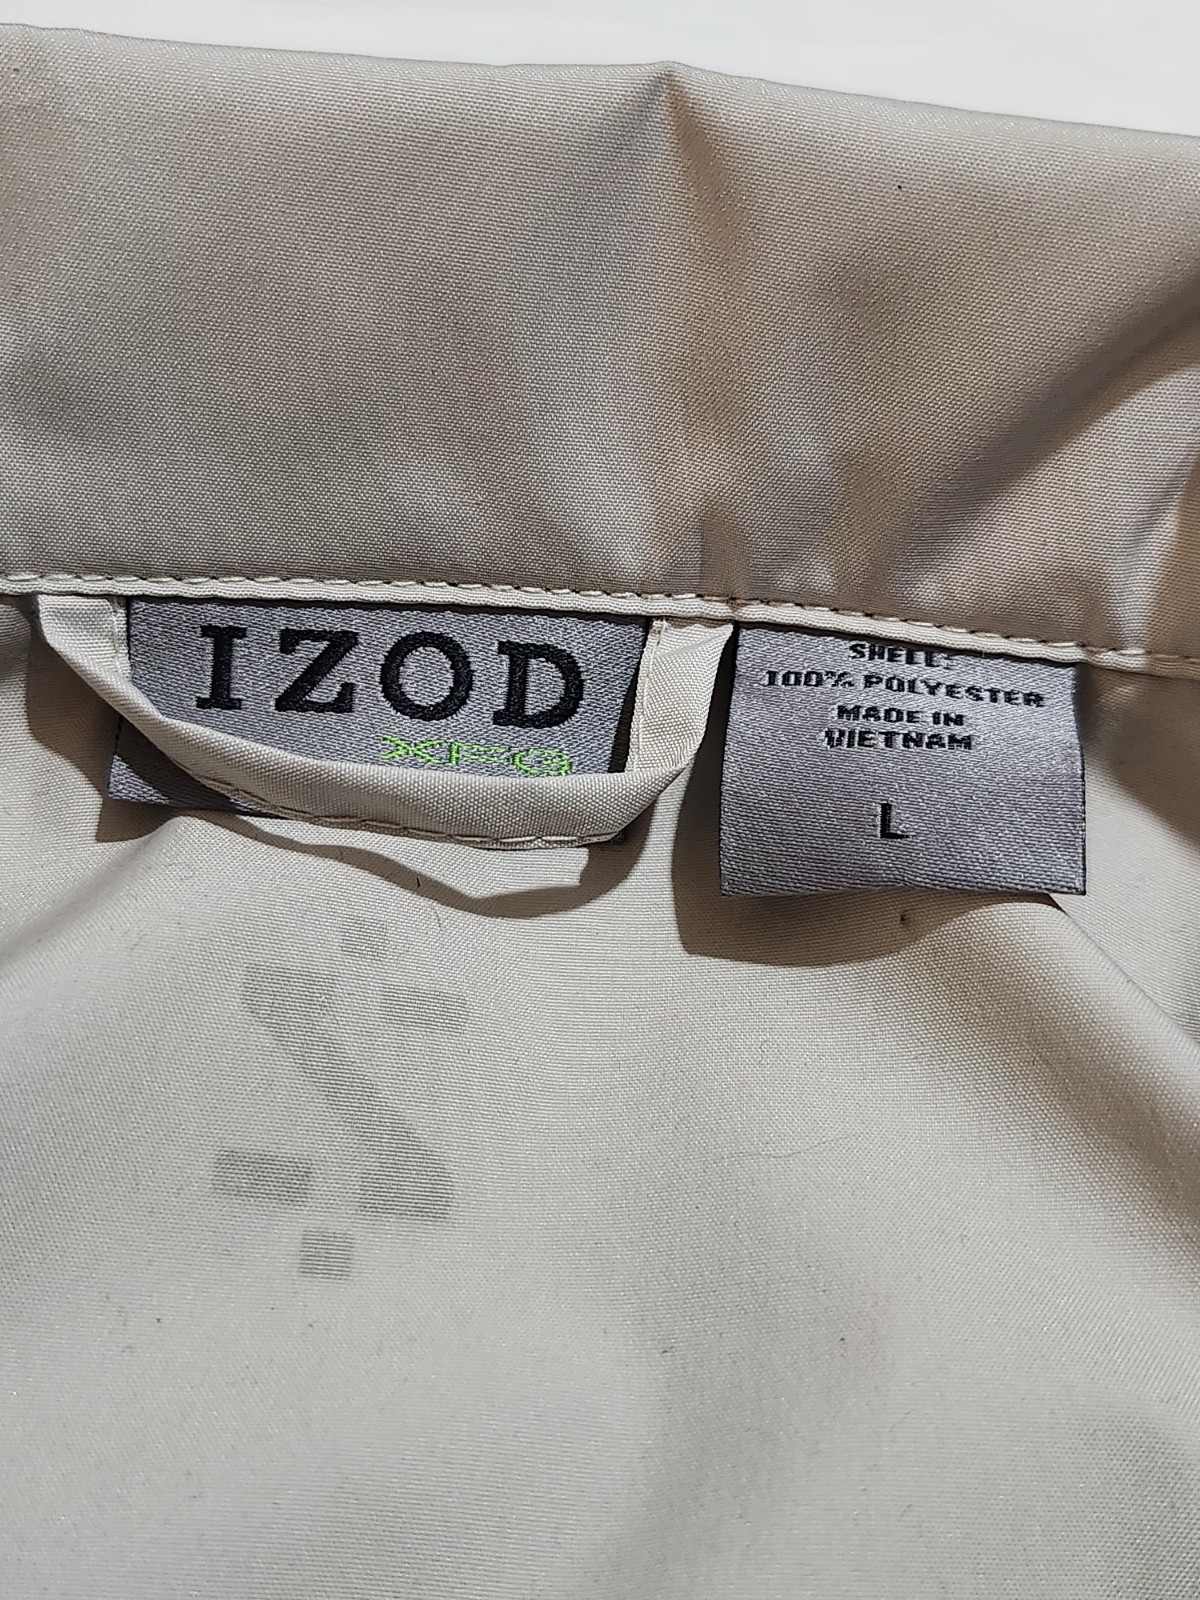 IZOD
XFG
SHELL:
100% POLYESTER
MADE IN
VIETNAM
L